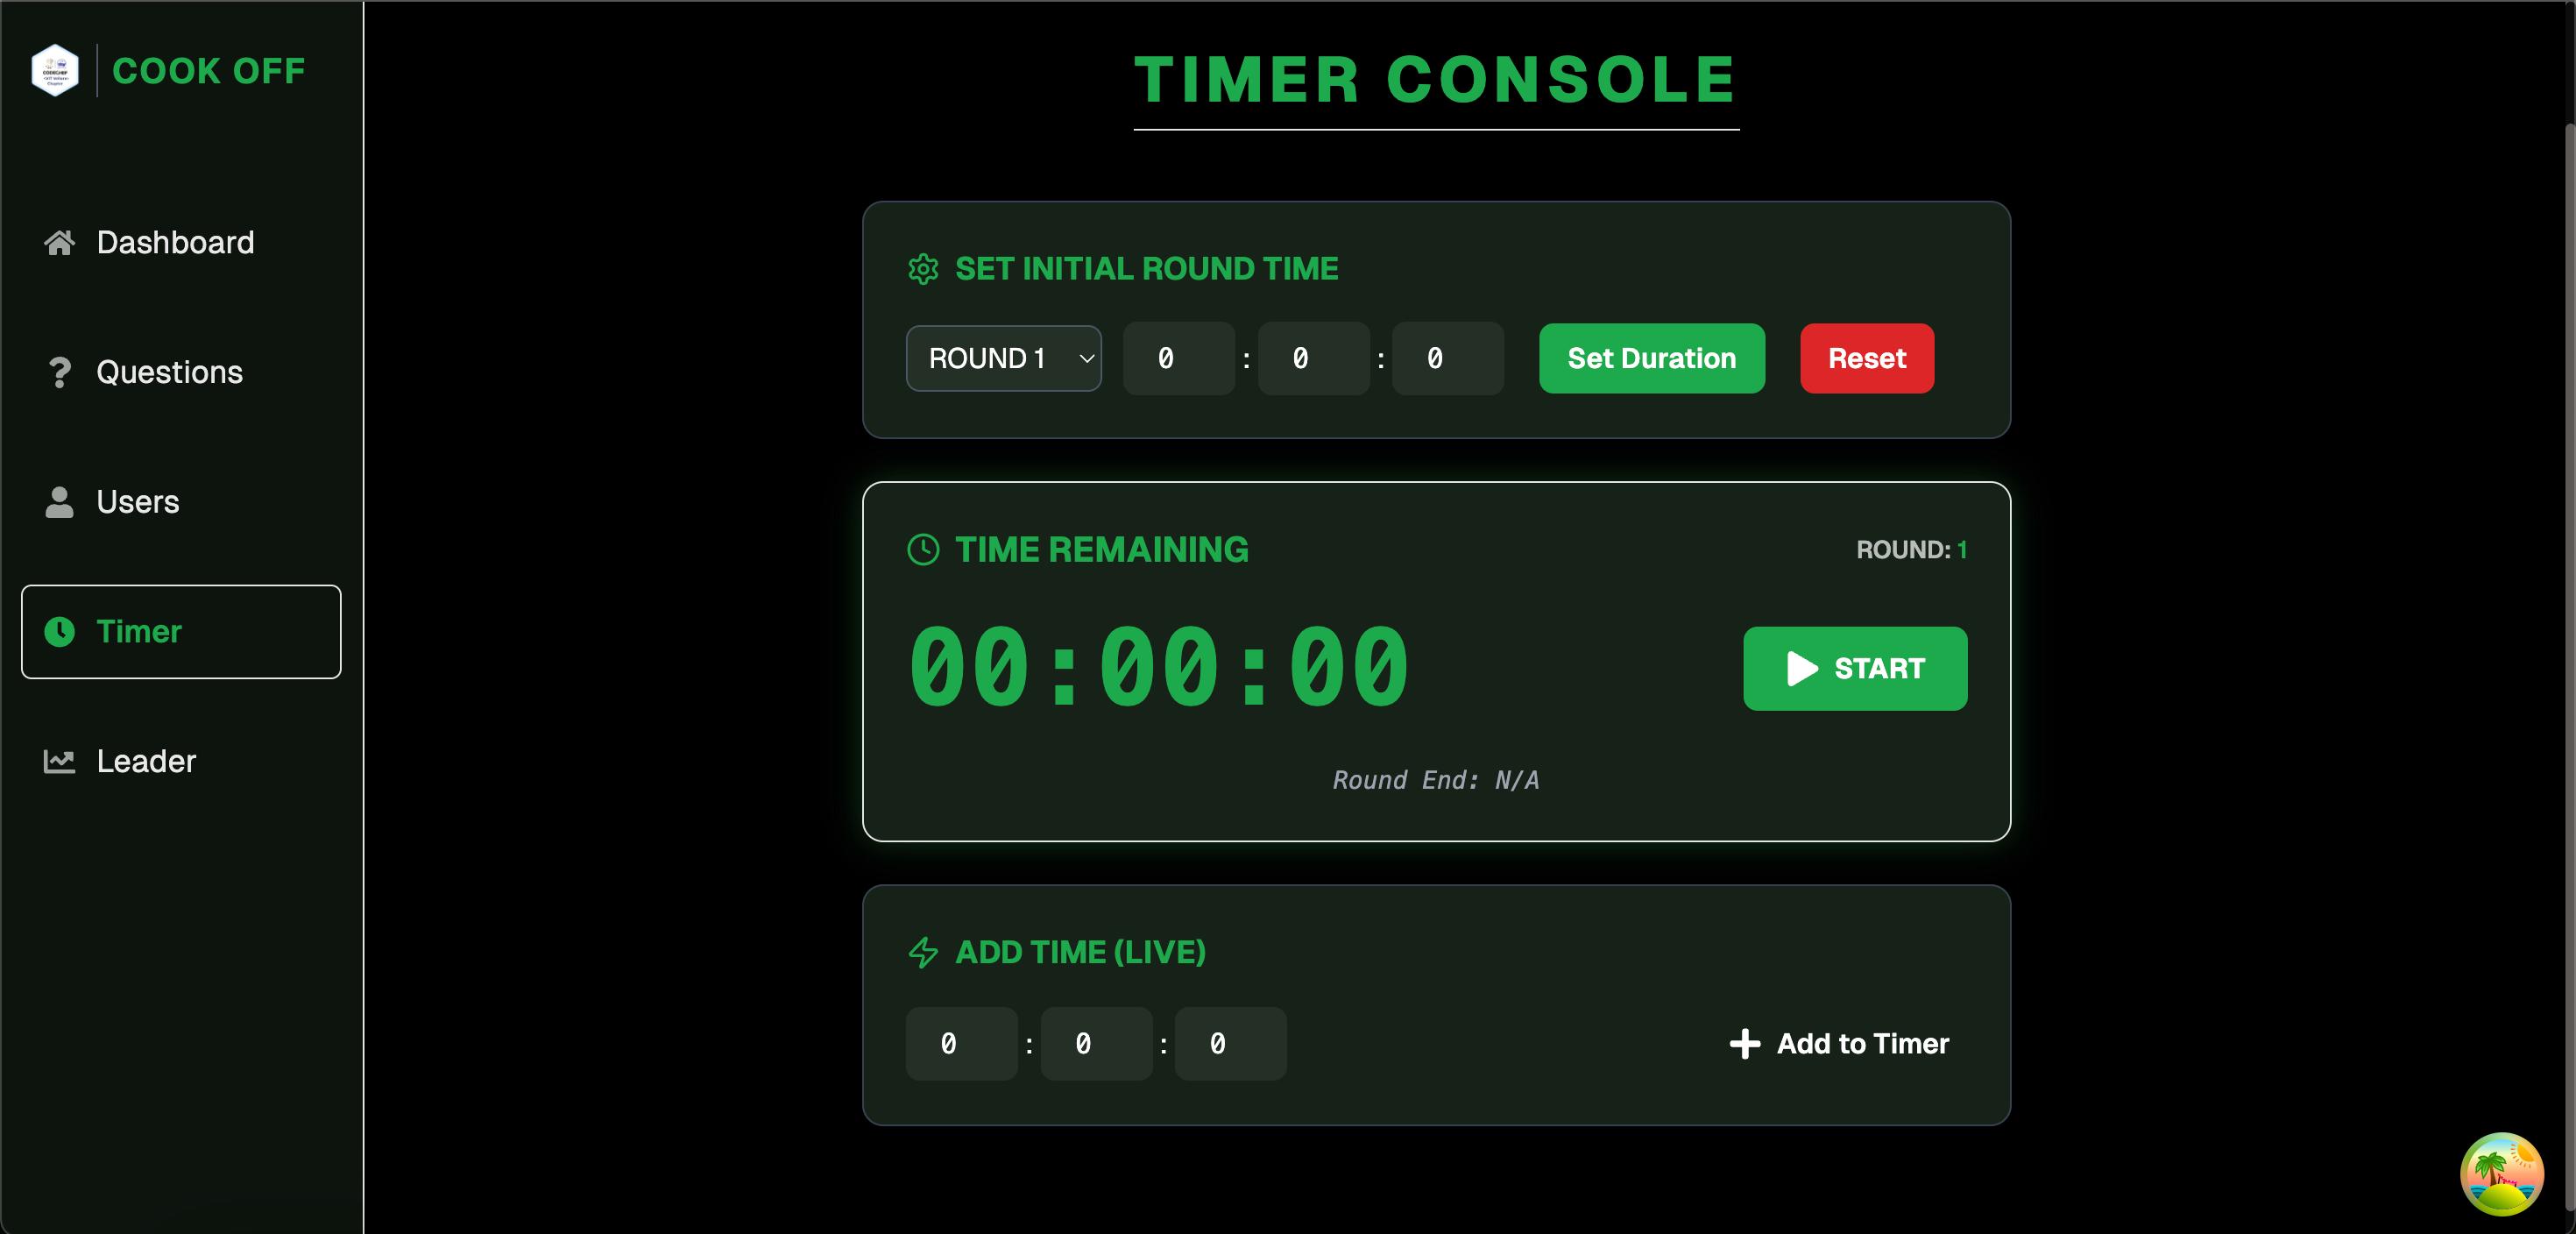 CODECHEF
COOK OFF
Dashboard
Questions
Users
Timer
Leader
TIMER CONSOLE
SET INITIAL ROUND TIME
ROUND 1 0 : 0 : 0 Set Duration Reset
TIME REMAINING ROUND: 1
00:00:00 START
Round End: N/A
ADD TIME (LIVE)
0 : 0 : 0 Add to Timer